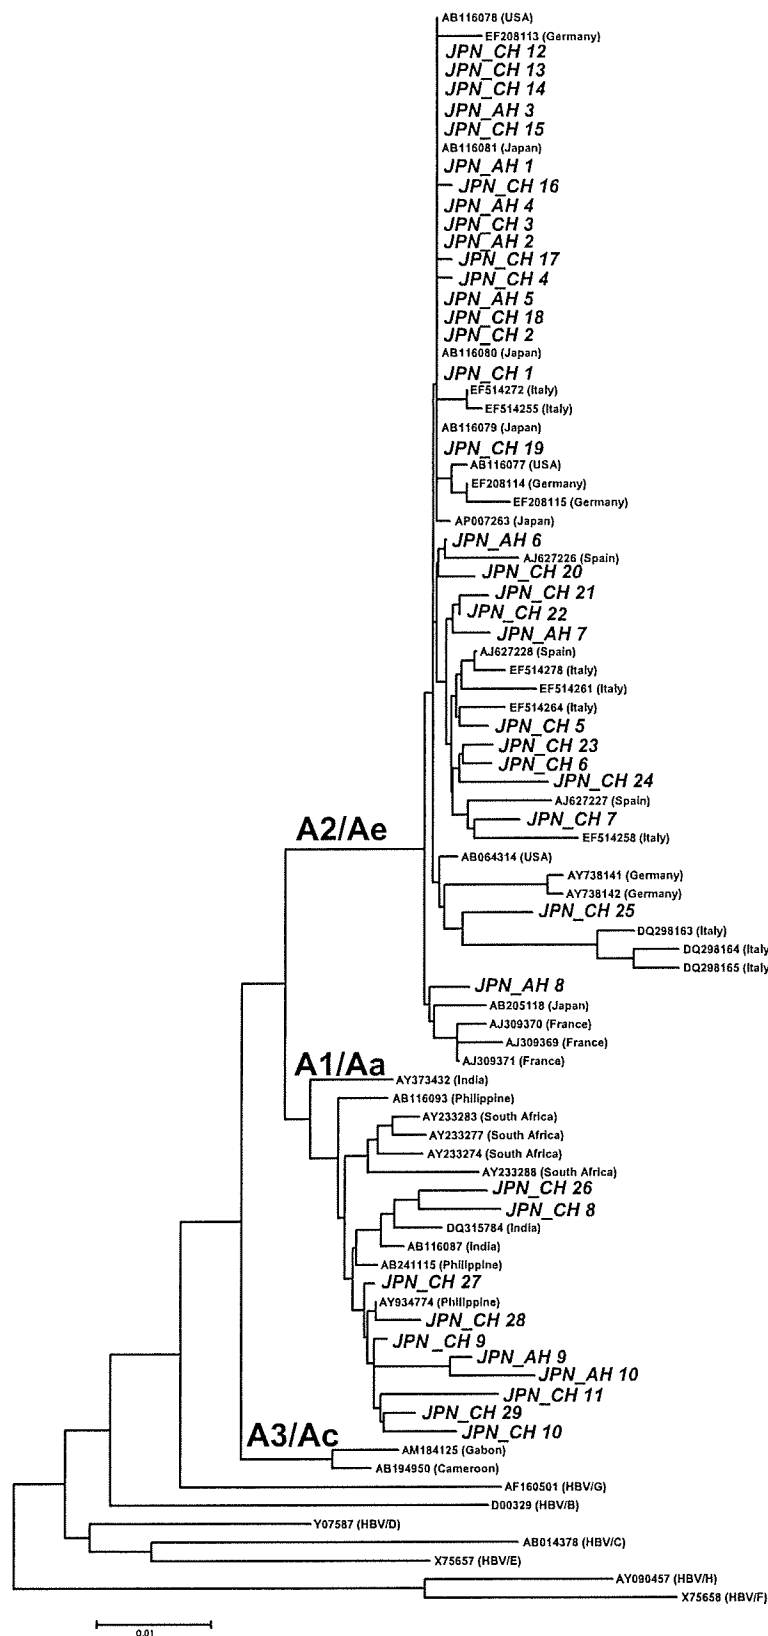 AB116078 (USA)
EF208113 (Germany)
JPN_CH 12
JPN_CH 13
JPN_CH 14
JPN_AH 3
JPN_CH 15
AB116081 (Japan)
JPN_AH 1
JPN_CH 16
JPN_AH 4
JPN_CH 3
JPN_AH 2
JPN_CH 17
JPN_CH 4
JPN_AH 5
JPN_CH 18
JPN_CH 2
AB116080 (Japan)
JPN_CH 1
EF514272 (Italy)
EF514255 (Italy)
AB116079 (Japan)
JPN_CH 19
AB116077 (USA)
EF208114 (Germany)
EF208115 (Germany)
AP007263 (Japan)
JPN_AH 6
AJ627226 (Spain)
JPN_CH 20
JPN_CH 21
JPN_CH 22
JPN_AH 7
AJ627228 (Spain)
EF514278 (Italy)
EF514261 (Italy)
EF514264 (Italy)
JPN_CH 5
JPN_CH 23
JPN_CH 6
JPN_CH 24
AJ627227 (Spain)
JPN_CH 7
A2/Ae
EF514258 (Italy)
AB064314 (USA)
AY738141 (Germany)
AY738142 (Germany)
JPN_CH 25
DQ298163 (Italy)
DQ298164 (Italy
DQ298165 (Italy
JPN_AH 8
AB205118 (Japan)
AJ309370 (France)
AJ309369 (France)
AJ309371 (France)
A1/Aa
AY373432 (India)
AB116093 (Philippine)
AY233283 (South Africa)
AY233277 (South Africa)
AY233274 (South Africa)
AY233288 (South Africa)
JPN_CH 26
JPN_CH 8
DQ315784 (India)
AB116087 (India)
AB241115 (Philippine)
JPN_CH 27
AY934774 (Philippine)
JPN_CH 28
JPN_CH 9
JPN_AH 9
JPN_AH 10
JPN_CH 11
JPN_CH 29
JPN_CH 10
A3/Ac
AM184125 (Gabon)
AB194950 (Cameroon)
AF160501 (HBV/G)
D00329 (HBV/B)
Y07587 (HBV/D)
AB014378 (HBV/C)
X75657 (HBV/E)
AY090457 (HBV/H)
X75658 (HBV/F)
0.01